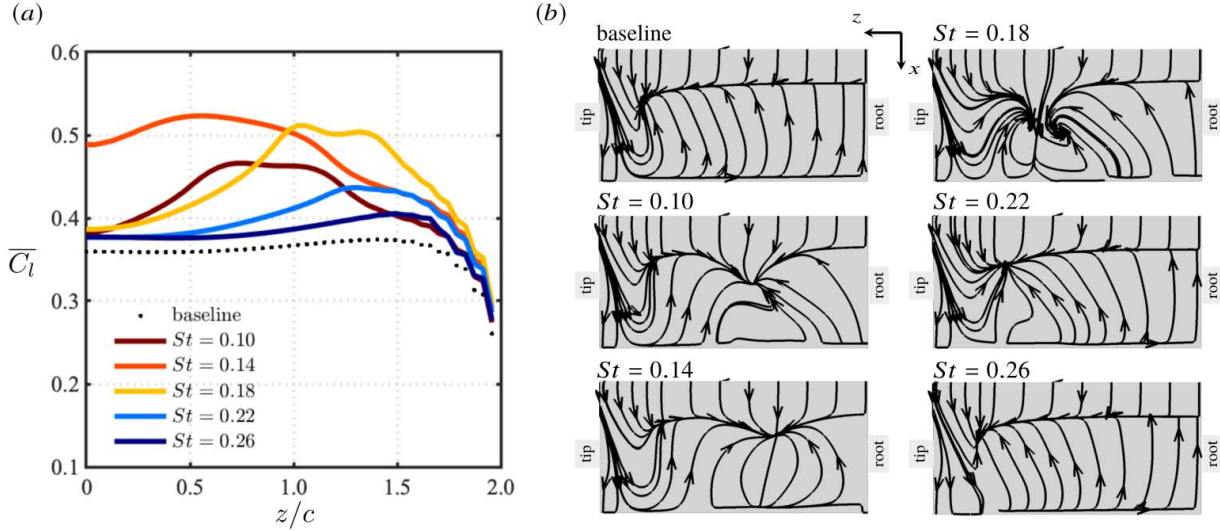 (a)
0.6
0.5
0.4
0.3
0.2
0.1
C_l
0
0.5
1.0
1.5
2.0
z/c
baseline
St = 0.10
St = 0.14
St = 0.18
St = 0.22
St = 0.26
(b)
z
x
baseline
tip
root
St = 0.18
tip
root
St = 0.10
tip
root
St = 0.22
tip
root
St = 0.14
tip
root
St = 0.26
tip
root